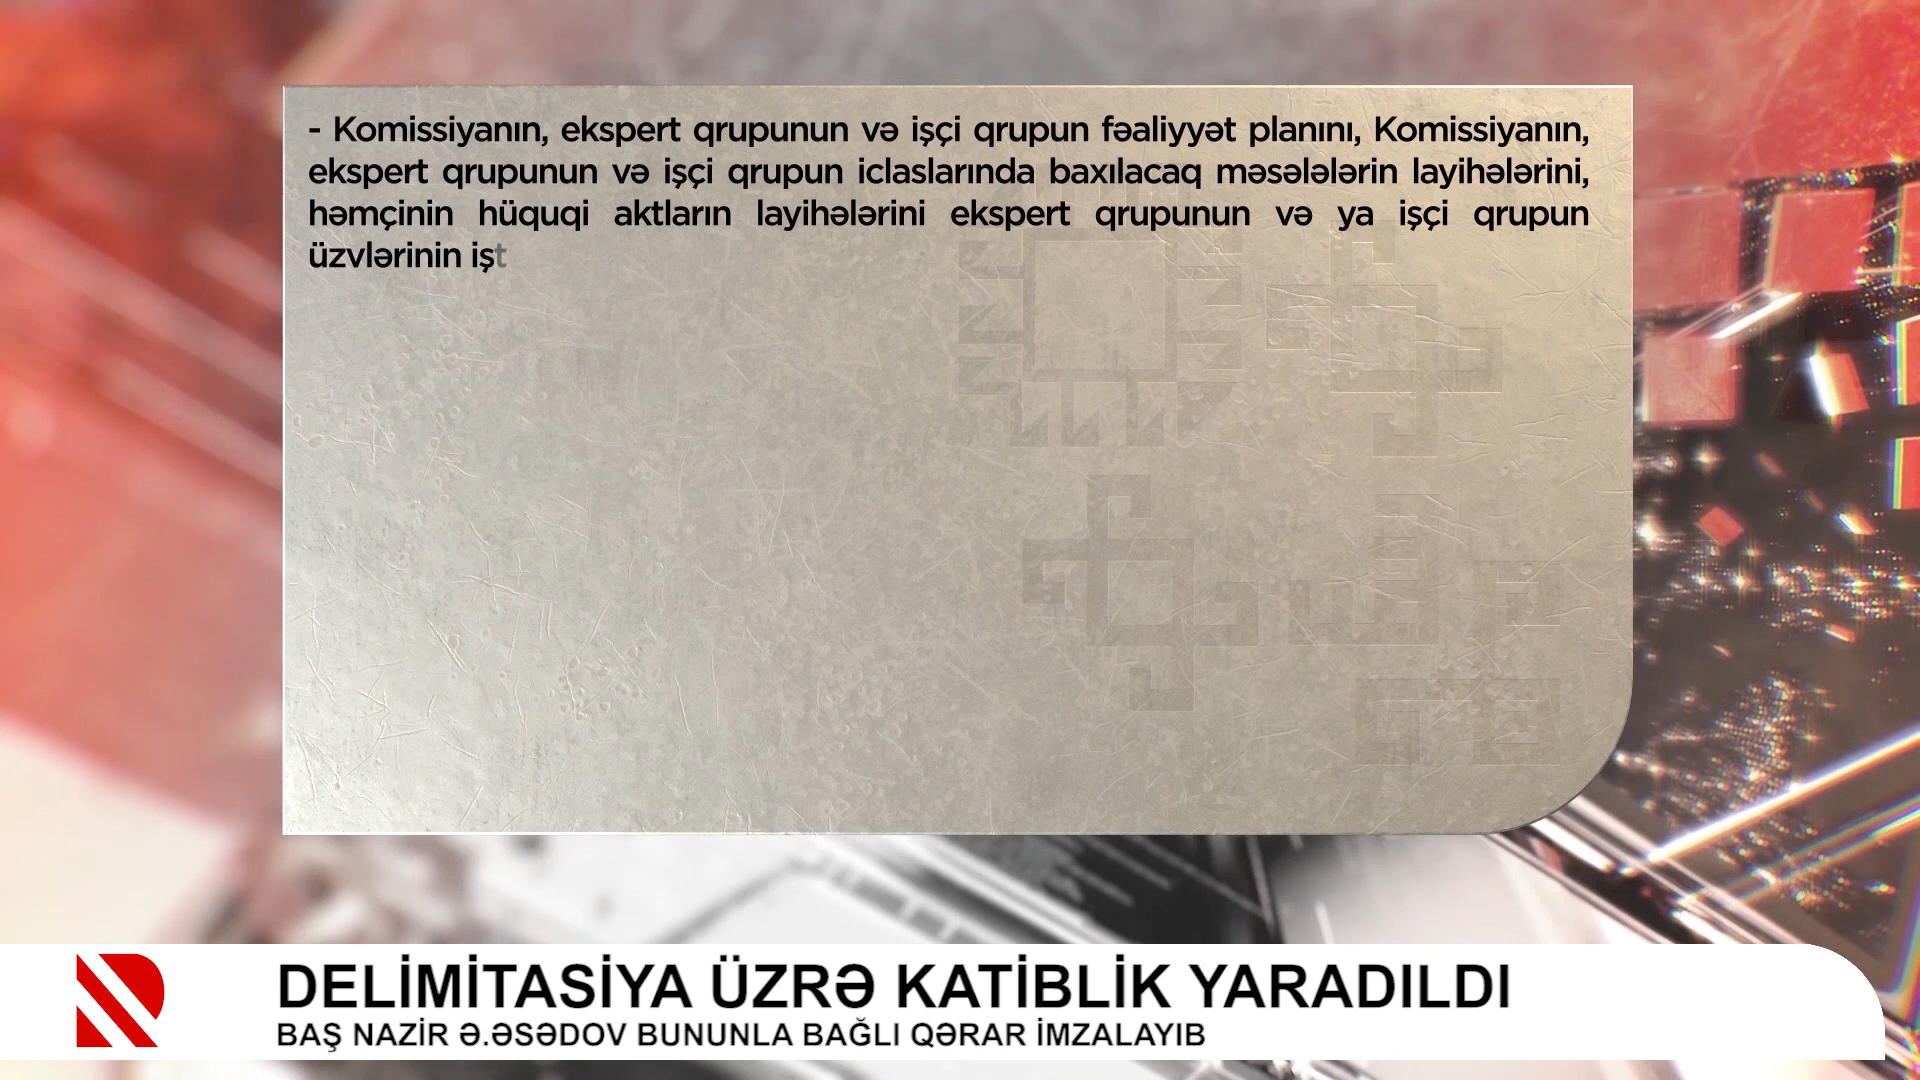 - Komissiyanın, ekspert qrupunun və işçi qrupun fəaliyyət planını, Komissiyanın,
ekspert qrupunun və işçi qrupun iclaslarında baxılacaq məsələlərin layihələrini,
həmçinin hüquqi aktların layihələrini ekspert qrupunun və ya işçi qrupun
üzvlərinin işt
DELİMİTASİYA ÜZRƏ KATİBLİK YARADILDI
BAŞ NAZİR Ə.ƏSƏDOV BUNUNLA BAĞLI QƏRAR İMZALAYIB